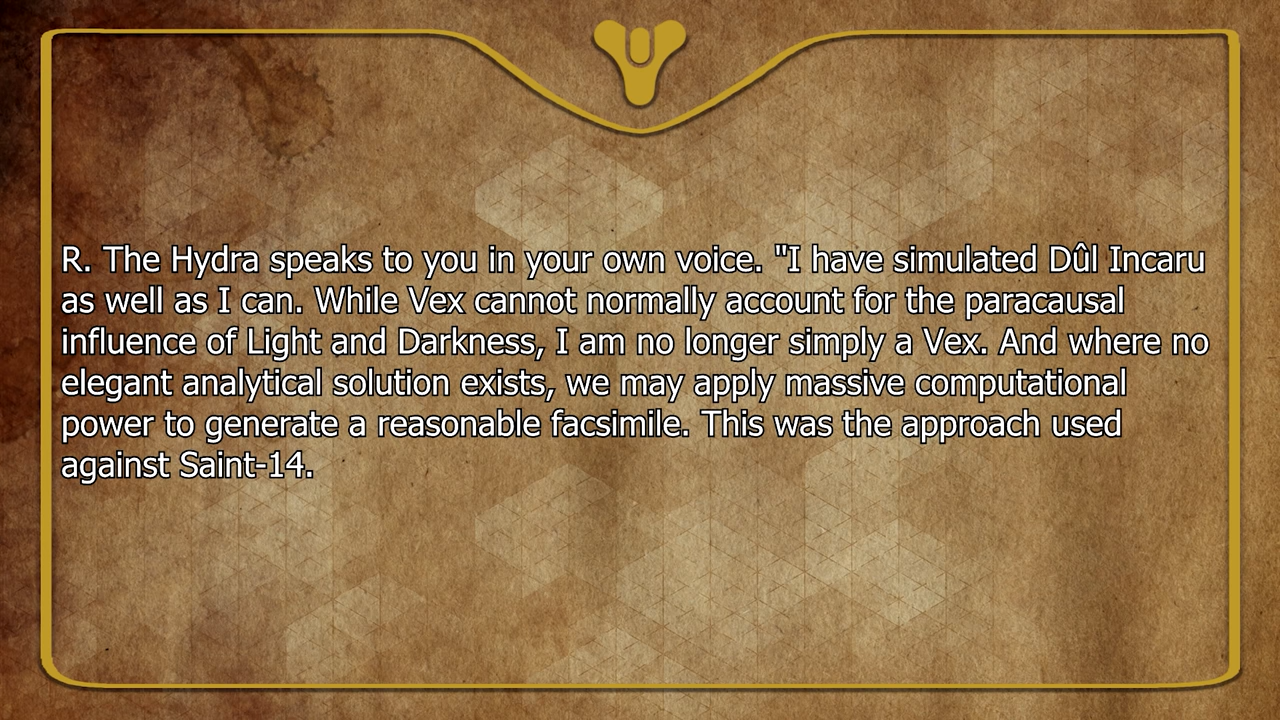 R. The Hydra speaks to you in your own voice. "I have simulated Dûl Incaru
as well as I can. While Vex cannot normally account for the paracausal
influence of Light and Darkness, I am no longer simply a Vex. And where no
elegant analytical solution exists, we may apply massive computational
power to generate a reasonable facsimile. This was the approach used
against Saint-14.